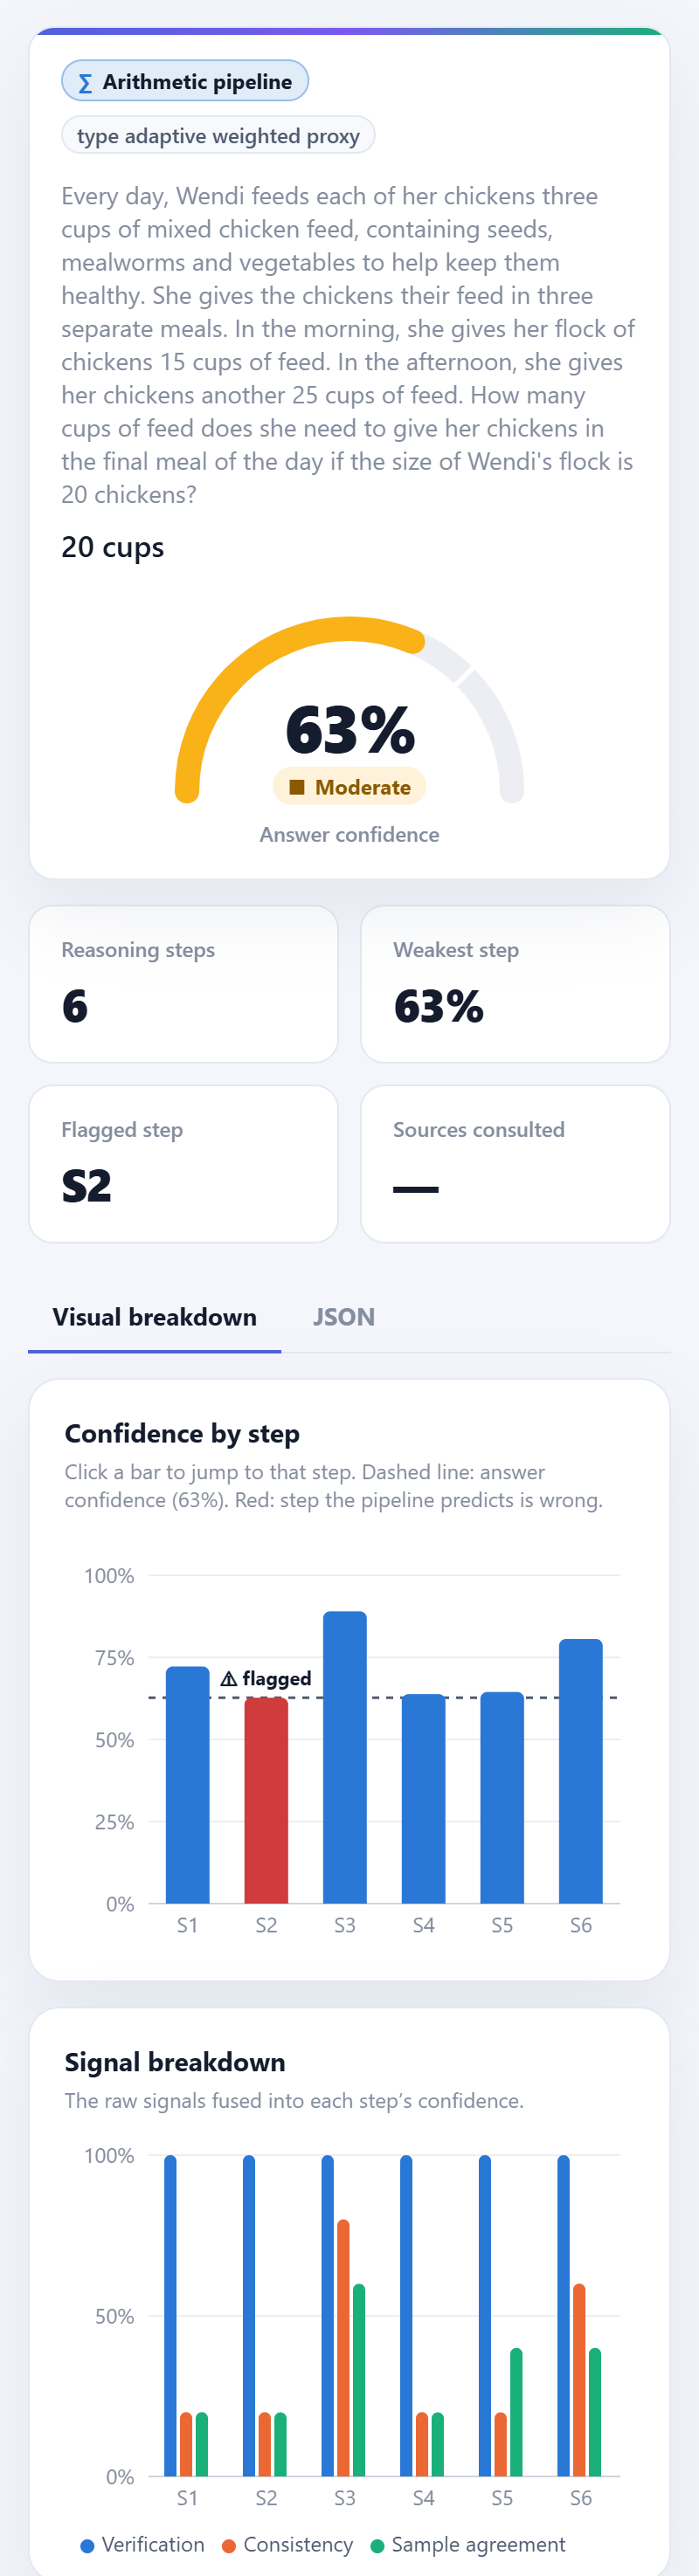 ∑ Arithmetic pipeline
type adaptive weighted proxy
Every day, Wendi feeds each of her chickens three
cups of mixed chicken feed, containing seeds,
mealworms and vegetables to help keep them
healthy. She gives the chickens their feed in three
separate meals. In the morning, she gives her flock of
chickens 15 cups of feed. In the afternoon, she gives
her chickens another 25 cups of feed. How many
cups of feed does she need to give her chickens in
the final meal of the day if the size of Wendi's flock is
20 chickens?
20 cups
63%
■ Moderate
Answer confidence
Reasoning steps
6
Weakest step
63%
Flagged step
S2
Sources consulted
—
Visual breakdown
JSON
Confidence by step
Click a bar to jump to that step. Dashed line: answer
confidence (63%). Red: step the pipeline predicts is wrong.
100%
75%
⚠ flagged
50%
25%
0%
S1 S2 S3 S4 S5 S6
Signal breakdown
The raw signals fused into each step’s confidence.
100%
50%
0%
S1 S2 S3 S4 S5 S6
Verification Consistency Sample agreement